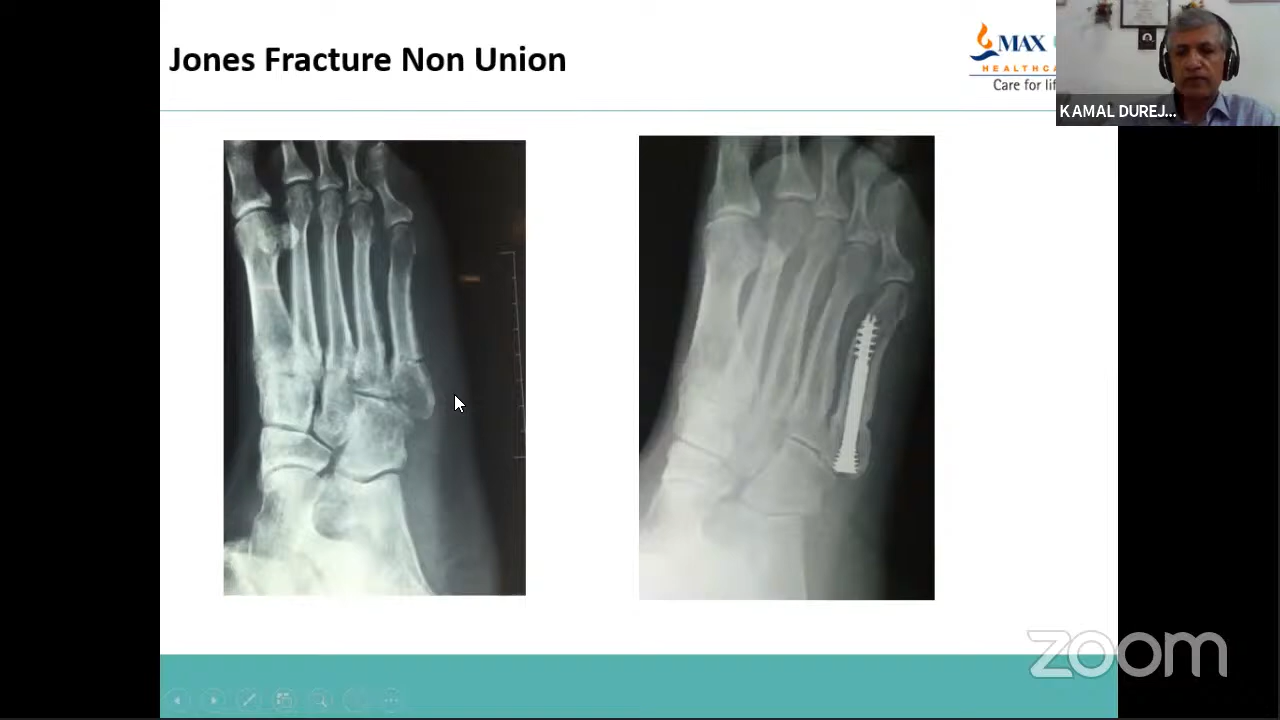 Jones Fracture Non Union
MAX
HEALTHCA
Care for lif
KAMAL DUREJ...
zoom